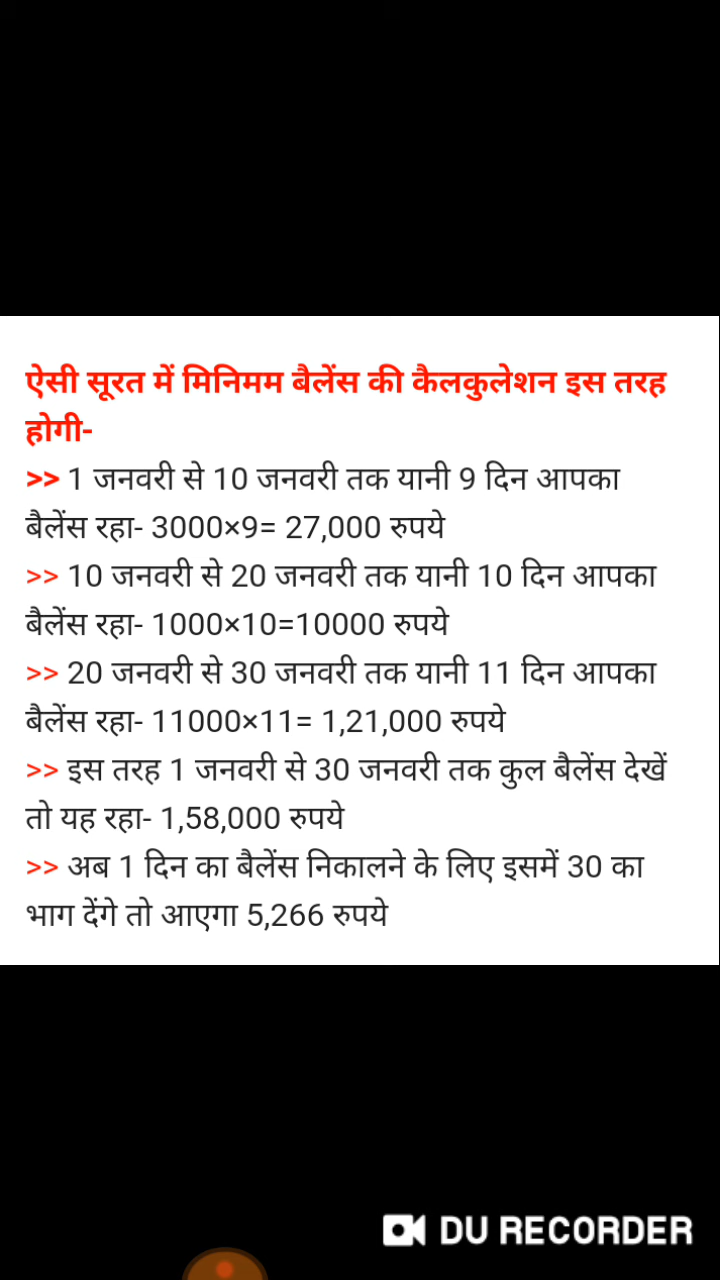 ऐसी सूरत में मिनिमम बैलेंस की कैलकुलेशन इस तरह
होगी-
>> 1 जनवरी से 10 जनवरी तक यानी 9 दिन आपका
बैलेंस रहा- 3000×9= 27,000 रुपये
>> 10 जनवरी से 20 जनवरी तक यानी 10 दिन आपका
बैलेंस रहा- 1000×10=10000 रुपये
>> 20 जनवरी से 30 जनवरी तक यानी 11 दिन आपका
बैलेंस रहा- 11000×11= 1,21,000 रुपये
>> इस तरह 1 जनवरी से 30 जनवरी तक कुल बैलेंस देखें
तो यह रहा- 1,58,000 रुपये
>> अब 1 दिन का बैलेंस निकालने के लिए इसमें 30 का
भाग देंगे तो आएगा 5,266 रुपये
DU RECORDER